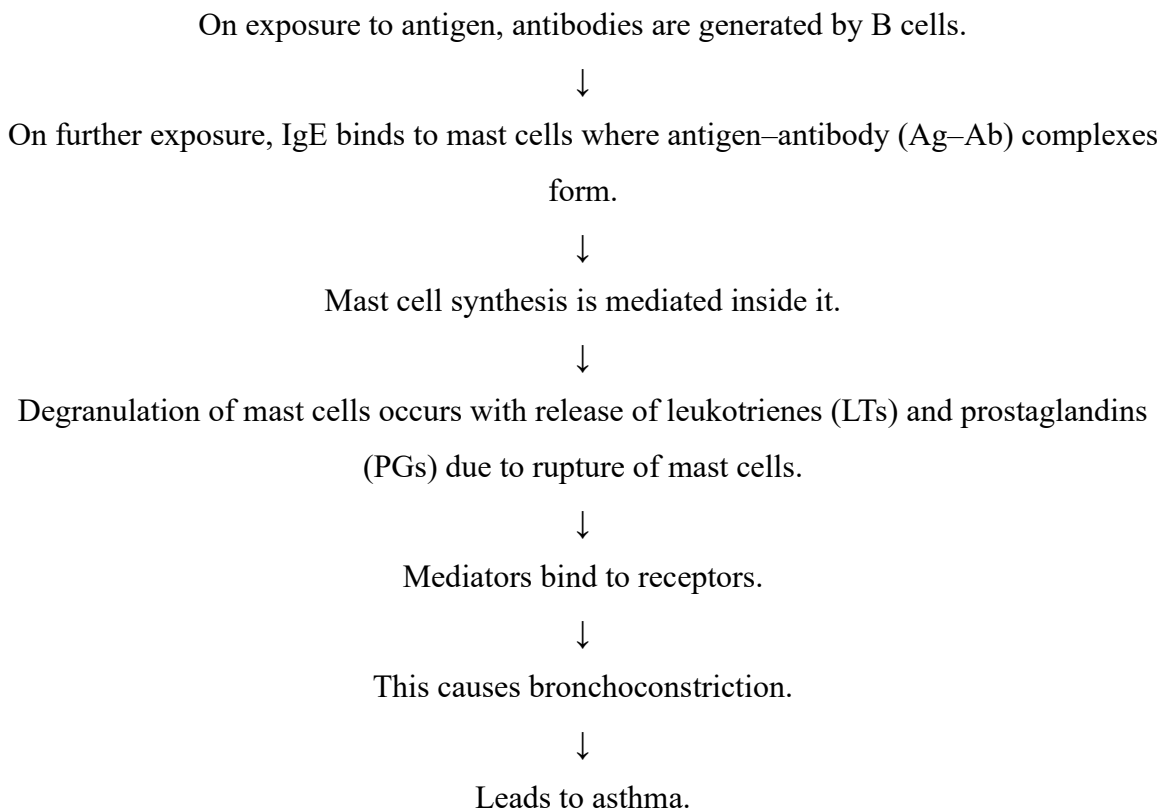 On exposure to antigen, antibodies are generated by B cells.
↓
On further exposure, IgE binds to mast cells where antigen–antibody (Ag–Ab) complexes
form.
↓
Mast cell synthesis is mediated inside it.
↓
Degranulation of mast cells occurs with release of leukotrienes (LTs) and prostaglandins
(PGs) due to rupture of mast cells.
↓
Mediators bind to receptors.
↓
This causes bronchoconstriction.
↓
Leads to asthma.